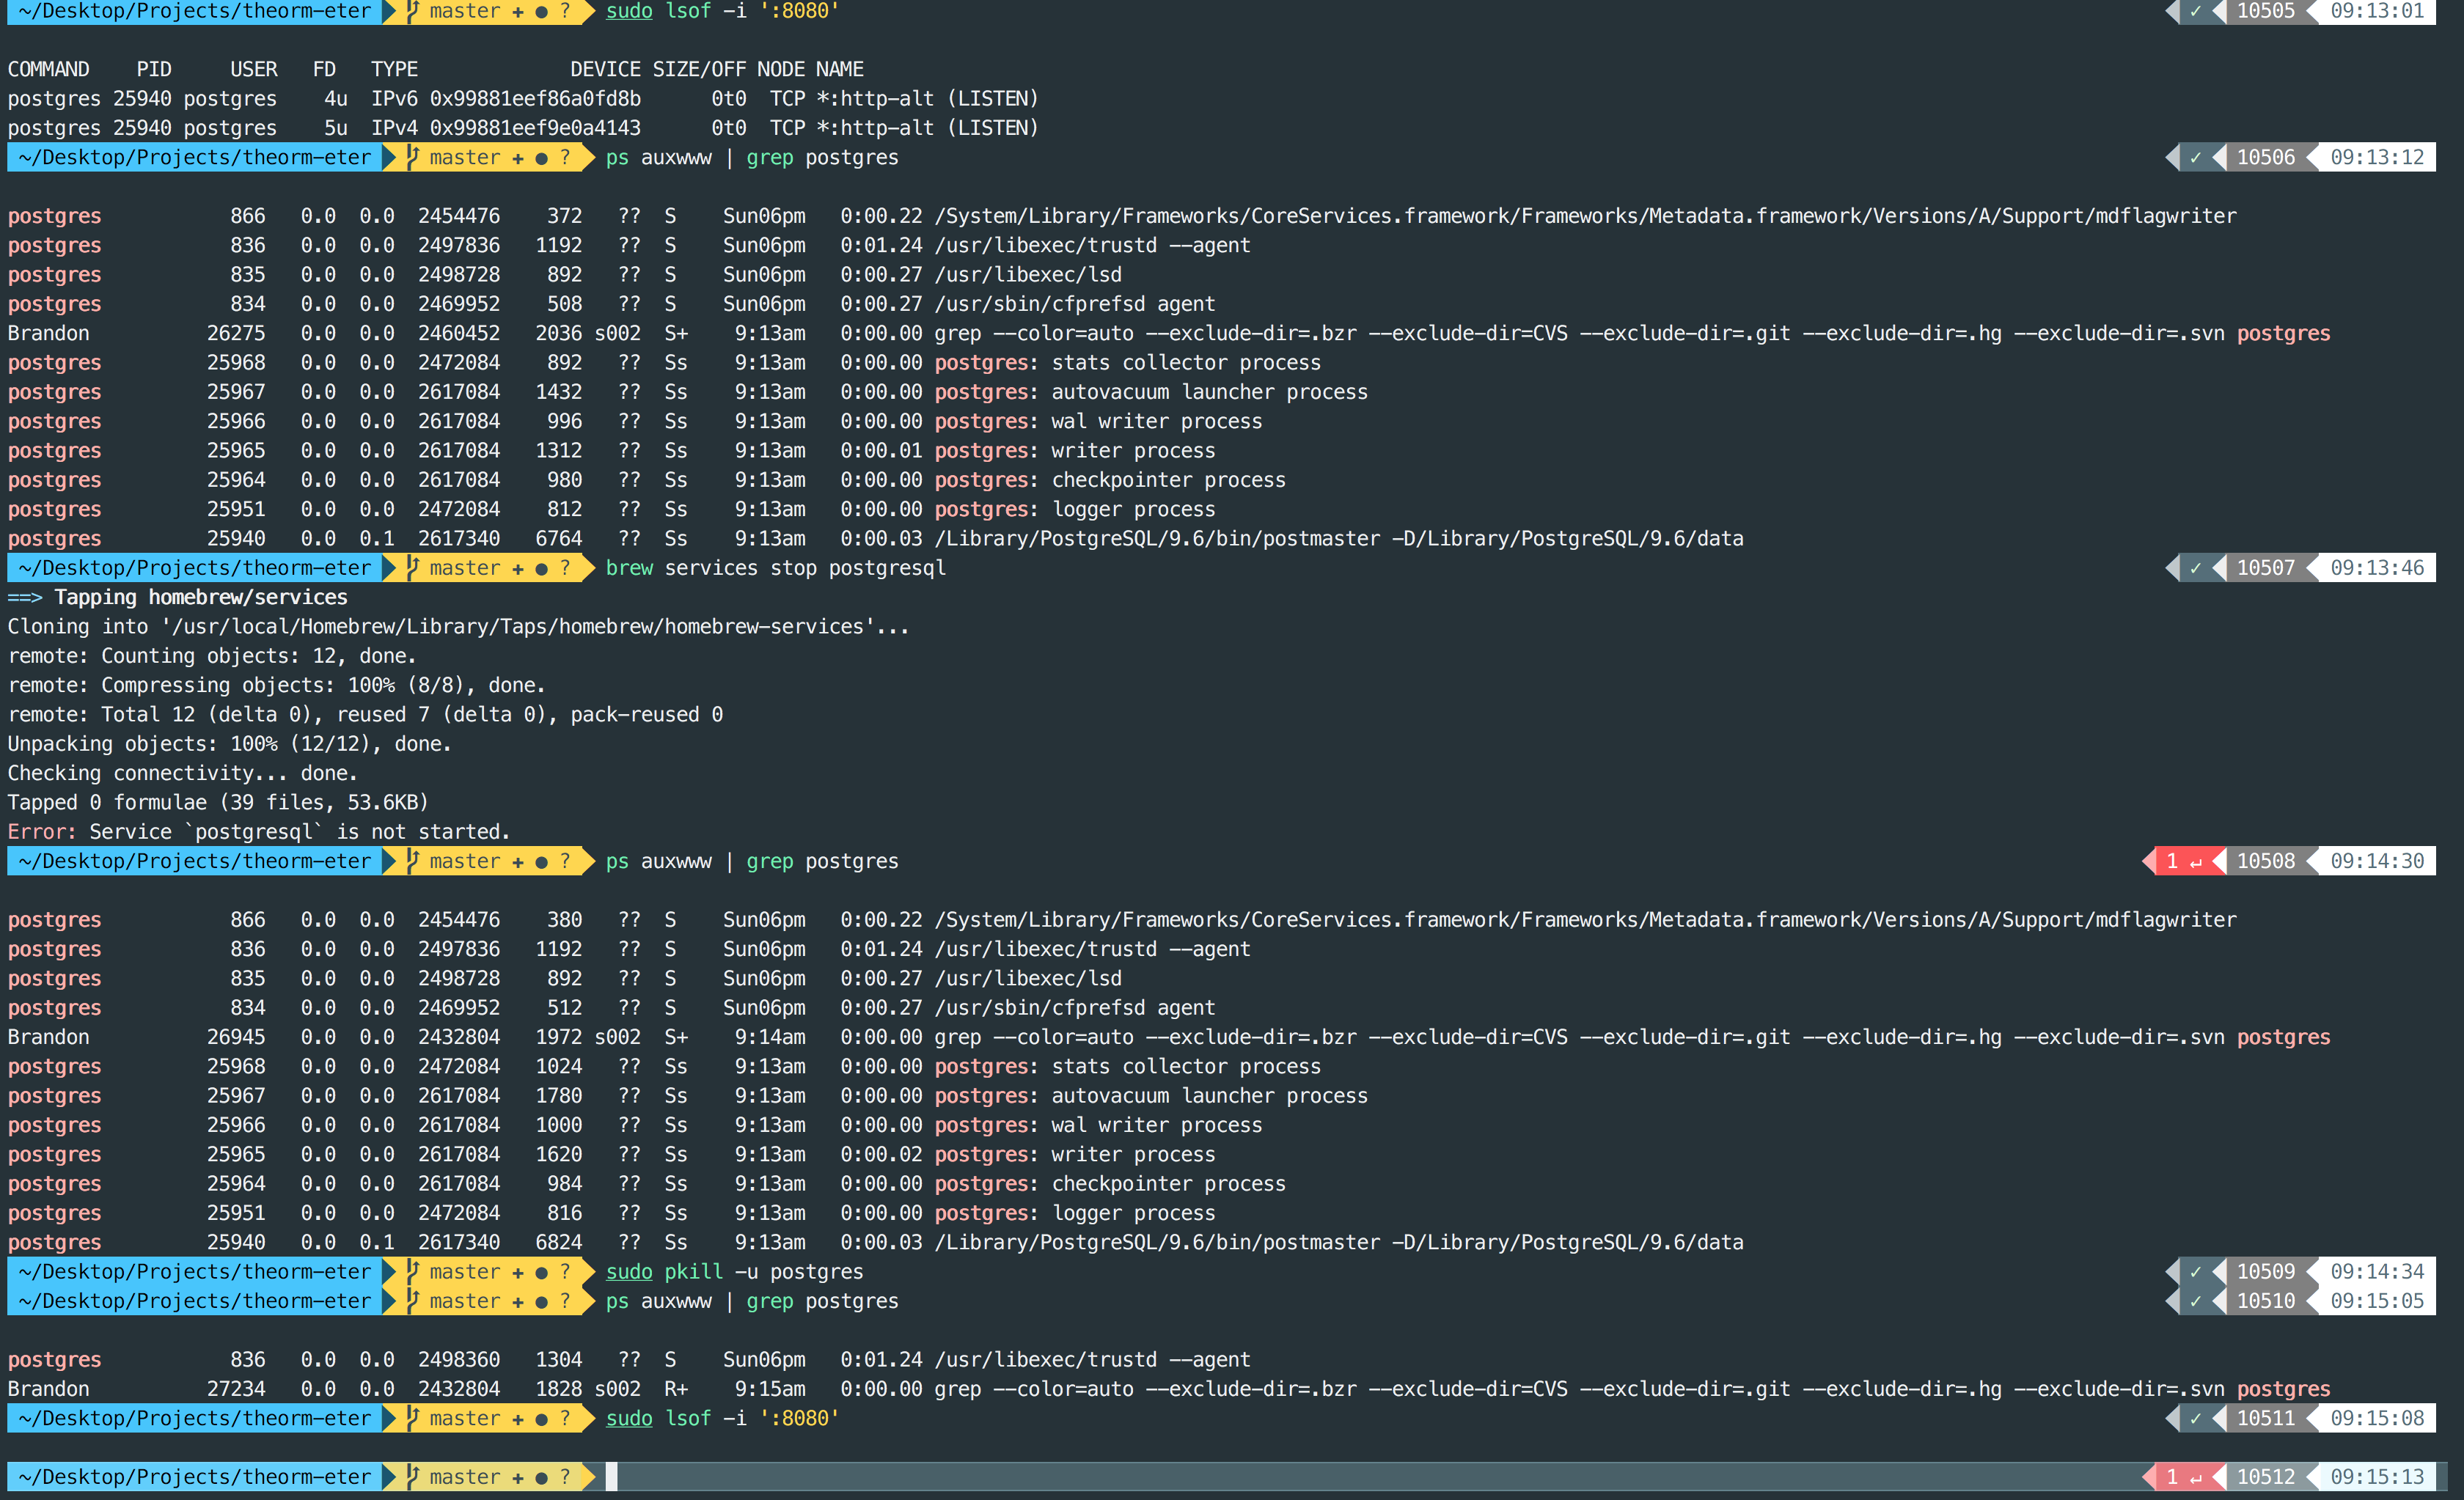 ~/Desktop/Projects/theorm-eter master + ● ? sudo lsof -i ':8080' ✓ 10505 09:13:01
COMMAND PID USER FD TYPE DEVICE SIZE/OFF NODE NAME
postgres 25940 postgres 4u IPv6 0x99881eef86a0fd8b 0t0 TCP *:http-alt (LISTEN)
postgres 25940 postgres 5u IPv4 0x99881eef9e0a4143 0t0 TCP *:http-alt (LISTEN)
~/Desktop/Projects/theorm-eter master + ● ? ps auxwww | grep postgres ✓ 10506 09:13:12
postgres 866 0.0 0.0 2454476 372 ?? S Sun06pm 0:00.22 /System/Library/Frameworks/CoreServices.framework/Frameworks/Metadata.framework/Versions/A/Support/mdflagwriter
postgres 836 0.0 0.0 2497836 1192 ?? S Sun06pm 0:01.24 /usr/libexec/trustd --agent
postgres 835 0.0 0.0 2498728 892 ?? S Sun06pm 0:00.27 /usr/libexec/lsd
postgres 834 0.0 0.0 2469952 508 ?? S Sun06pm 0:00.27 /usr/sbin/cfprefsd agent
Brandon 26275 0.0 0.0 2460452 2036 s002 S+ 9:13am 0:00.00 grep --color=auto --exclude-dir=.bzr --exclude-dir=CVS --exclude-dir=.git --exclude-dir=.hg --exclude-dir=.svn postgres
postgres 25968 0.0 0.0 2472084 892 ?? Ss 9:13am 0:00.00 postgres: stats collector process
postgres 25967 0.0 0.0 2617084 1432 ?? Ss 9:13am 0:00.00 postgres: autovacuum launcher process
postgres 25966 0.0 0.0 2617084 996 ?? Ss 9:13am 0:00.00 postgres: wal writer process
postgres 25965 0.0 0.0 2617084 1312 ?? Ss 9:13am 0:00.01 postgres: writer process
postgres 25964 0.0 0.0 2617084 980 ?? Ss 9:13am 0:00.00 postgres: checkpointer process
postgres 25951 0.0 0.0 2472084 812 ?? Ss 9:13am 0:00.00 postgres: logger process
postgres 25940 0.0 0.1 2617340 6764 ?? Ss 9:13am 0:00.03 /Library/PostgreSQL/9.6/bin/postmaster -D/Library/PostgreSQL/9.6/data
~/Desktop/Projects/theorm-eter master + ● ? brew services stop postgresql ✓ 10507 09:13:46
==> Tapping homebrew/services
Cloning into '/usr/local/Homebrew/Library/Taps/homebrew/homebrew-services'...
remote: Counting objects: 12, done.
remote: Compressing objects: 100% (8/8), done.
remote: Total 12 (delta 0), reused 7 (delta 0), pack-reused 0
Unpacking objects: 100% (12/12), done.
Checking connectivity... done.
Tapped 0 formulae (39 files, 53.6KB)
Error: Service `postgresql` is not started.
~/Desktop/Projects/theorm-eter master + ● ? ps auxwww | grep postgres 1 ↵ 10508 09:14:30
postgres 866 0.0 0.0 2454476 380 ?? S Sun06pm 0:00.22 /System/Library/Frameworks/CoreServices.framework/Frameworks/Metadata.framework/Versions/A/Support/mdflagwriter
postgres 836 0.0 0.0 2497836 1192 ?? S Sun06pm 0:01.24 /usr/libexec/trustd --agent
postgres 835 0.0 0.0 2498728 892 ?? S Sun06pm 0:00.27 /usr/libexec/lsd
postgres 834 0.0 0.0 2469952 512 ?? S Sun06pm 0:00.27 /usr/sbin/cfprefsd agent
Brandon 26945 0.0 0.0 2432804 1972 s002 S+ 9:14am 0:00.00 grep --color=auto --exclude-dir=.bzr --exclude-dir=CVS --exclude-dir=.git --exclude-dir=.hg --exclude-dir=.svn postgres
postgres 25968 0.0 0.0 2472084 1024 ?? Ss 9:13am 0:00.00 postgres: stats collector process
postgres 25967 0.0 0.0 2617084 1780 ?? Ss 9:13am 0:00.00 postgres: autovacuum launcher process
postgres 25966 0.0 0.0 2617084 1000 ?? Ss 9:13am 0:00.00 postgres: wal writer process
postgres 25965 0.0 0.0 2617084 1620 ?? Ss 9:13am 0:00.02 postgres: writer process
postgres 25964 0.0 0.0 2617084 984 ?? Ss 9:13am 0:00.00 postgres: checkpointer process
postgres 25951 0.0 0.0 2472084 816 ?? Ss 9:13am 0:00.00 postgres: logger process
postgres 25940 0.0 0.1 2617340 6824 ?? Ss 9:13am 0:00.03 /Library/PostgreSQL/9.6/bin/postmaster -D/Library/PostgreSQL/9.6/data
~/Desktop/Projects/theorm-eter master + ● ? sudo pkill -u postgres ✓ 10509 09:14:34
~/Desktop/Projects/theorm-eter master + ● ? ps auxwww | grep postgres ✓ 10510 09:15:05
postgres 836 0.0 0.0 2498360 1304 ?? S Sun06pm 0:01.24 /usr/libexec/trustd --agent
Brandon 27234 0.0 0.0 2432804 1828 s002 R+ 9:15am 0:00.00 grep --color=auto --exclude-dir=.bzr --exclude-dir=CVS --exclude-dir=.git --exclude-dir=.hg --exclude-dir=.svn postgres
~/Desktop/Projects/theorm-eter master + ● ? sudo lsof -i ':8080' ✓ 10511 09:15:08
~/Desktop/Projects/theorm-eter master + ● ? 1 ↵ 10512 09:15:13